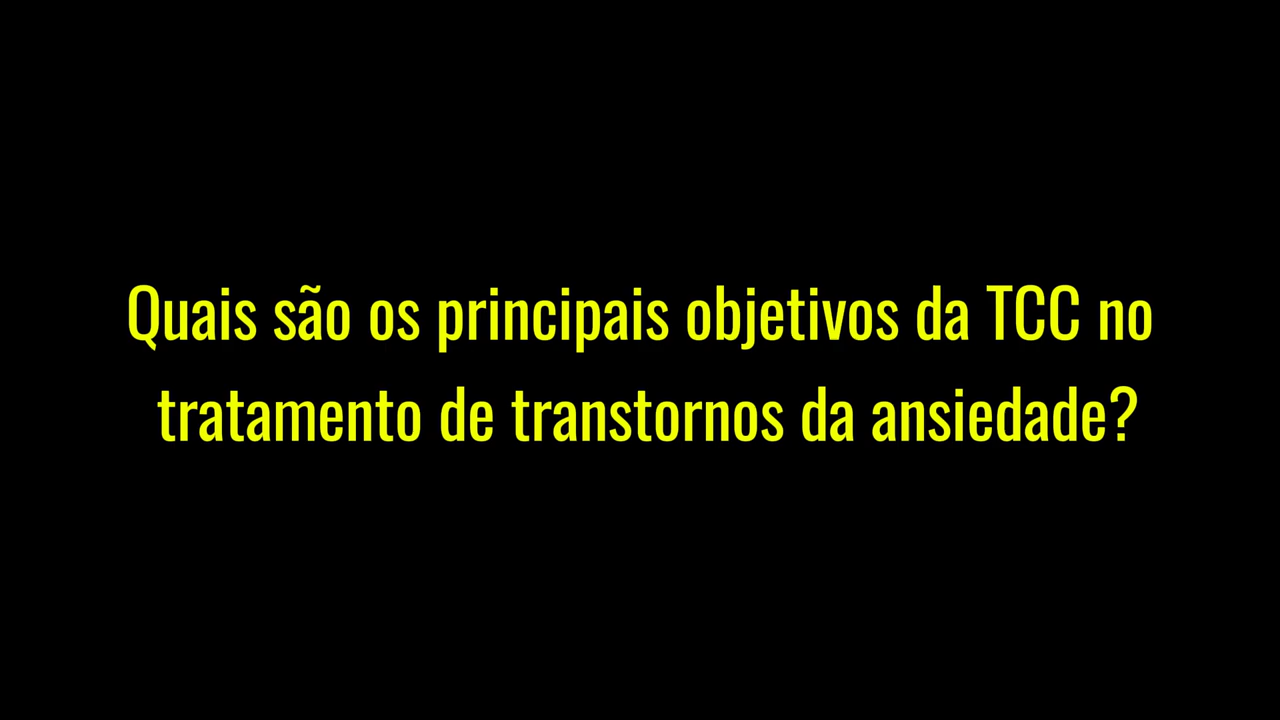 Quais são os principais objetivos da TCC no
tratamento de transtornos da ansiedade?